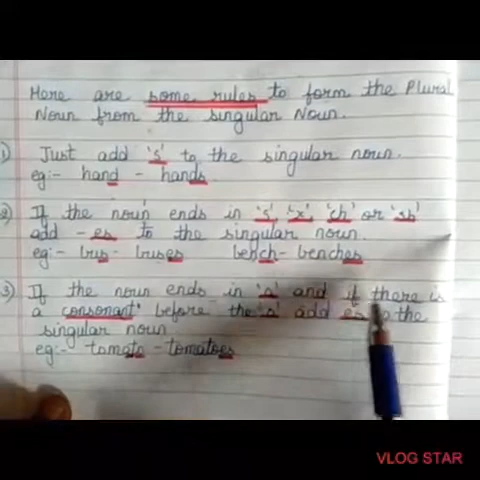 Here are some rules to form the Plural
Noun from the singular Noun.
1) Just add 's' to the singular noun.
eg:- hand - hands
2) If the noun ends in 's', 'x', 'ch' or 'sh'
add - es to the singular noun.
eg:- bus - buses bench - benches
3) If the noun ends in 'o' and if there is
a consonant before the 'o' add es the
singular noun
eg:- tomato - tomatoes
VLOG STAR